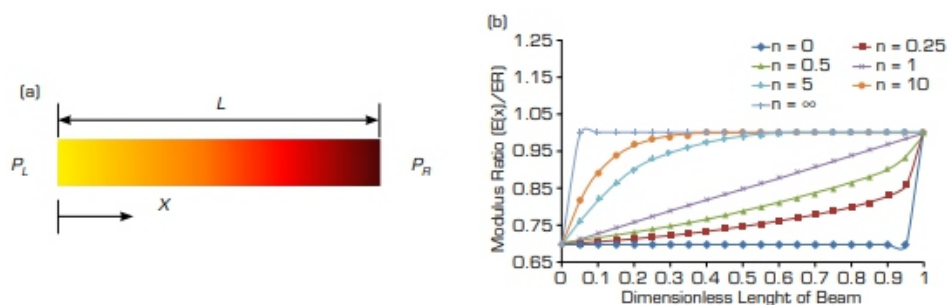 (a)
L
P_L
P_R
X
(b)
Modulus Ratio (E(x)/ER)
1.25
1.15
1.05
0.95
0.85
0.75
0.65
n = 0
n = 0.25
n = 0.5
n = 1
n = 5
n = 10
n = ∞
0 0.1 0.2 0.3 0.4 0.5 0.6 0.7 0.8 0.9 1
Dimensionless Lenght of Beam